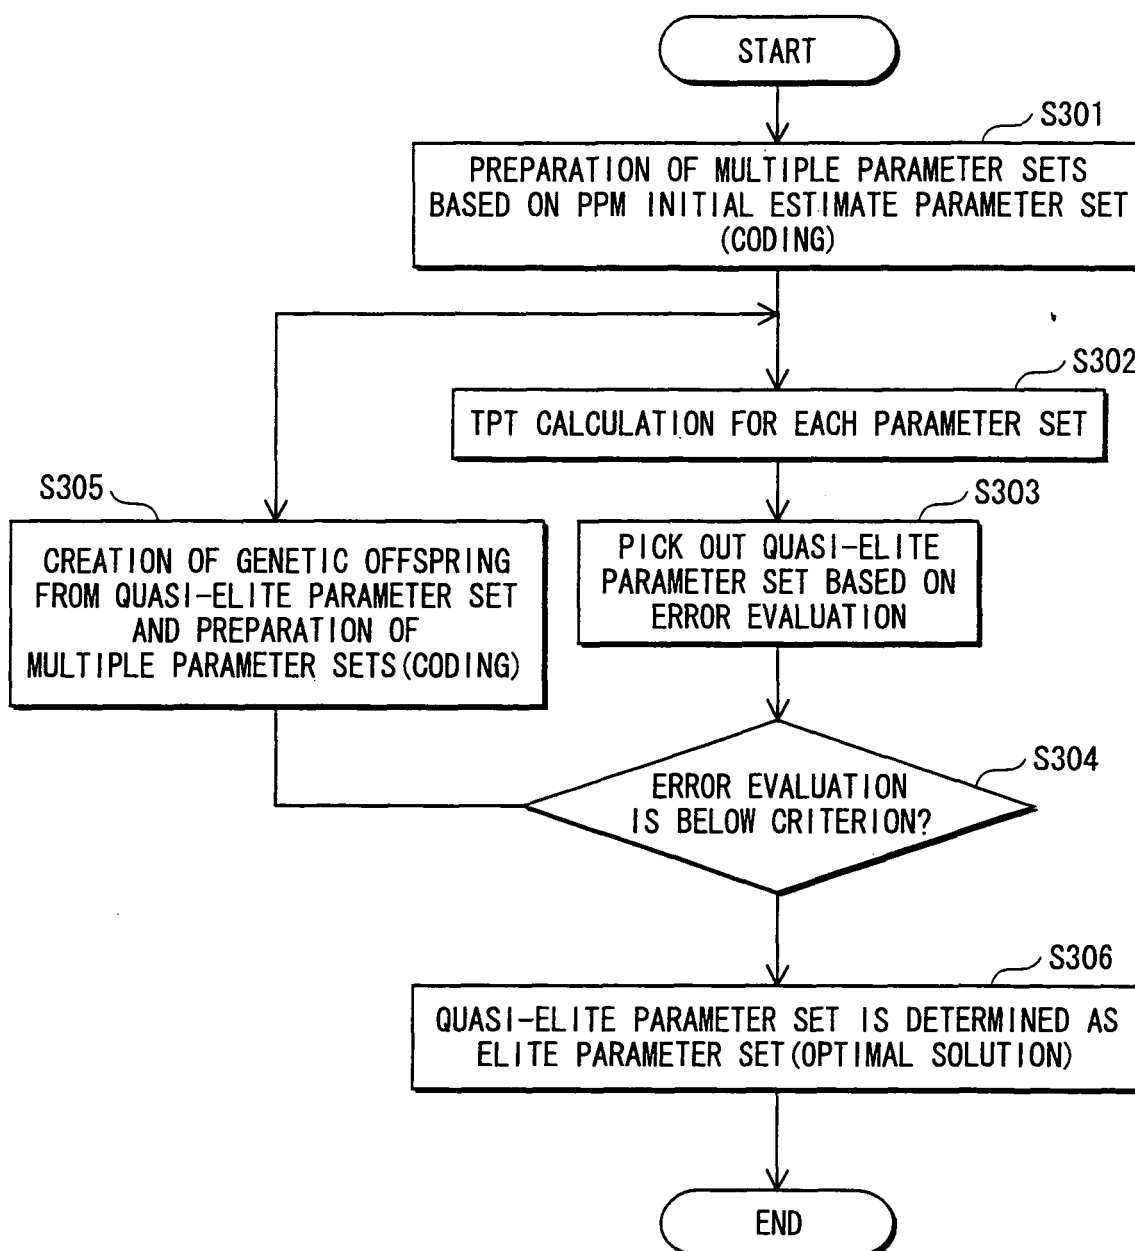 START
S301
PREPARATION OF MULTIPLE PARAMETER SETS
BASED ON PPM INITIAL ESTIMATE PARAMETER SET
(CODING)
S302
TPT CALCULATION FOR EACH PARAMETER SET
S303
PICK OUT QUASI-ELITE
PARAMETER SET BASED ON
ERROR EVALUATION
S305
CREATION OF GENETIC OFFSPRING
FROM QUASI-ELITE PARAMETER SET
AND PREPARATION OF
MULTIPLE PARAMETER SETS(CODING)
S304
ERROR EVALUATION
IS BELOW CRITERION?
S306
QUASI-ELITE PARAMETER SET IS DETERMINED AS
ELITE PARAMETER SET(OPTIMAL SOLUTION)
END